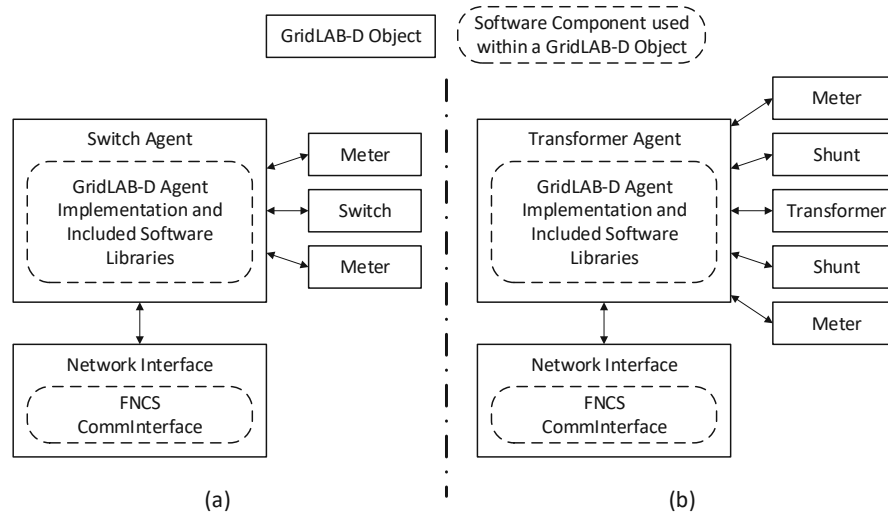 GridLAB-D Object
Software Component used
within a GridLAB-D Object
Switch Agent
GridLAB-D Agent
Implementation and
Included Software
Libraries
Meter
Switch
Meter
Network Interface
FNCS
CommInterface
(a)
Transformer Agent
GridLAB-D Agent
Implementation and
Included Software
Libraries
Meter
Shunt
Transformer
Shunt
Meter
Network Interface
FNCS
CommInterface
(b)